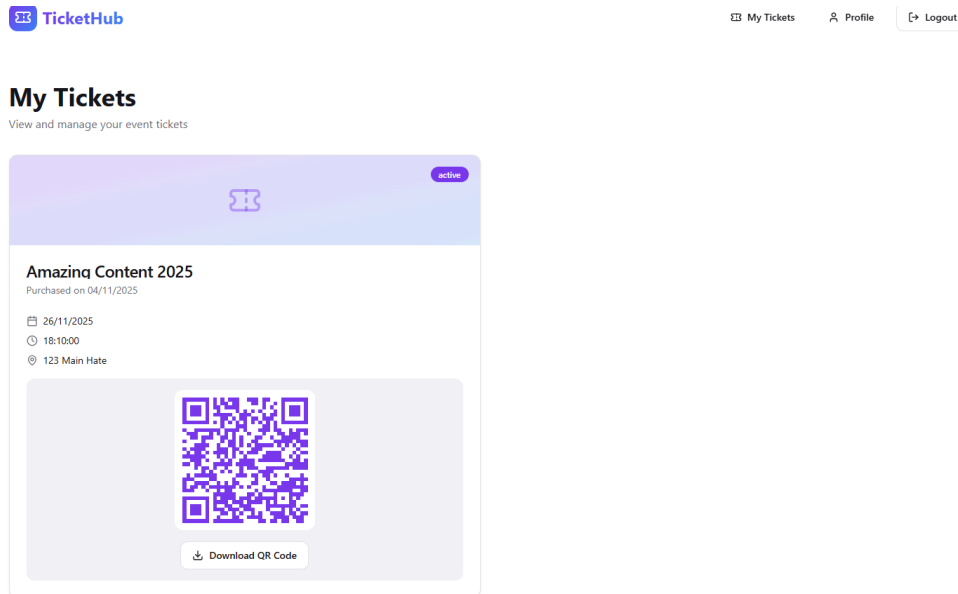 TicketHub
My Tickets
Profile
Logout
My Tickets
View and manage your event tickets
active
Amazing Content 2025
Purchased on 04/11/2025
26/11/2025
18:10:00
123 Main Hate
Download QR Code